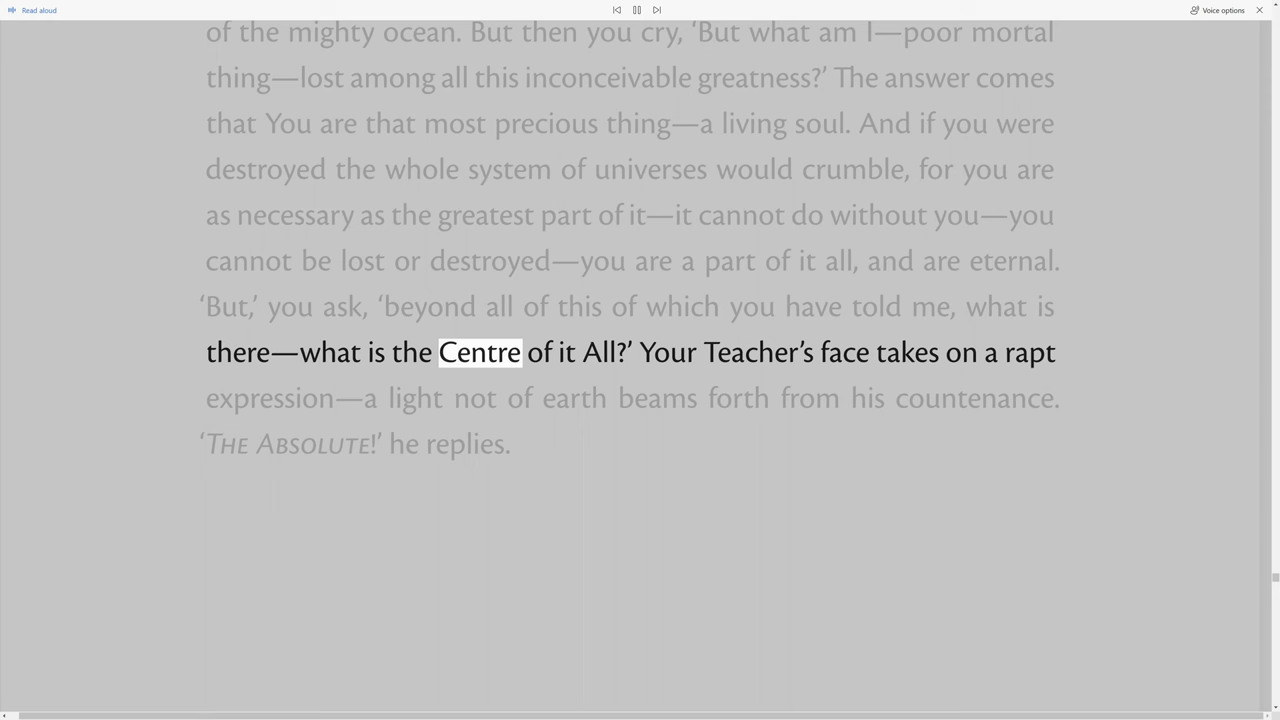 Read aloud
Voice options
of the mighty ocean. But then you cry, ‘But what am I—poor mortal
thing—lost among all this inconceivable greatness?’ The answer comes
that You are that most precious thing—a living soul. And if you were
destroyed the whole system of universes would crumble, for you are
as necessary as the greatest part of it—it cannot do without you—you
cannot be lost or destroyed—you are a part of it all, and are eternal.
‘But,’ you ask, ‘beyond all of this of which you have told me, what is
there—what is the Centre of it All?’ Your Teacher’s face takes on a rapt
expression—a light not of earth beams forth from his countenance.
‘THE ABSOLUTE!’ he replies.